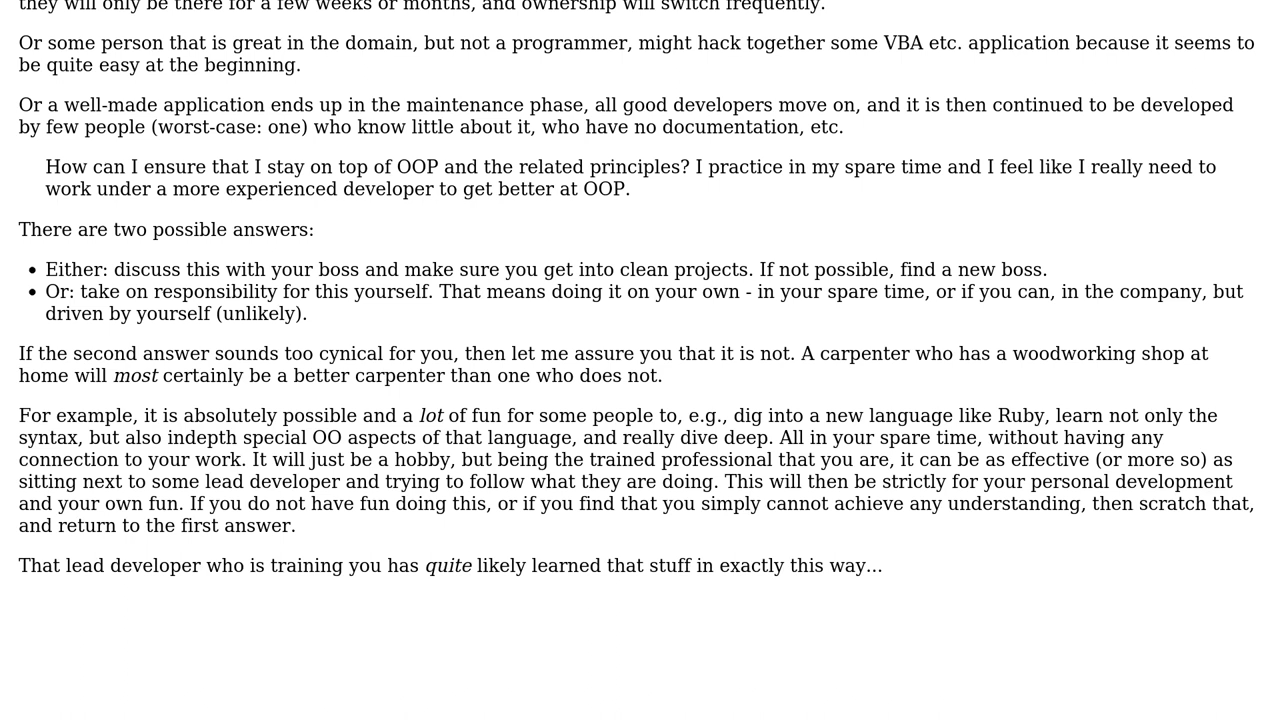 they will only be there for a few weeks or months, and ownership will switch frequently.
Or some person that is great in the domain, but not a programmer, might hack together some VBA etc. application because it seems to
be quite easy at the beginning.
Or a well-made application ends up in the maintenance phase, all good developers move on, and it is then continued to be developed
by few people (worst-case: one) who know little about it, who have no documentation, etc.
How can I ensure that I stay on top of OOP and the related principles? I practice in my spare time and I feel like I really need to
work under a more experienced developer to get better at OOP.
There are two possible answers:
• Either: discuss this with your boss and make sure you get into clean projects. If not possible, find a new boss.
• Or: take on responsibility for this yourself. That means doing it on your own - in your spare time, or if you can, in the company, but
driven by yourself (unlikely).
If the second answer sounds too cynical for you, then let me assure you that it is not. A carpenter who has a woodworking shop at
home will most certainly be a better carpenter than one who does not.
For example, it is absolutely possible and a lot of fun for some people to, e.g., dig into a new language like Ruby, learn not only the
syntax, but also indepth special OO aspects of that language, and really dive deep. All in your spare time, without having any
connection to your work. It will just be a hobby, but being the trained professional that you are, it can be as effective (or more so) as
sitting next to some lead developer and trying to follow what they are doing. This will then be strictly for your personal development
and your own fun. If you do not have fun doing this, or if you find that you simply cannot achieve any understanding, then scratch that,
and return to the first answer.
That lead developer who is training you has quite likely learned that stuff in exactly this way...